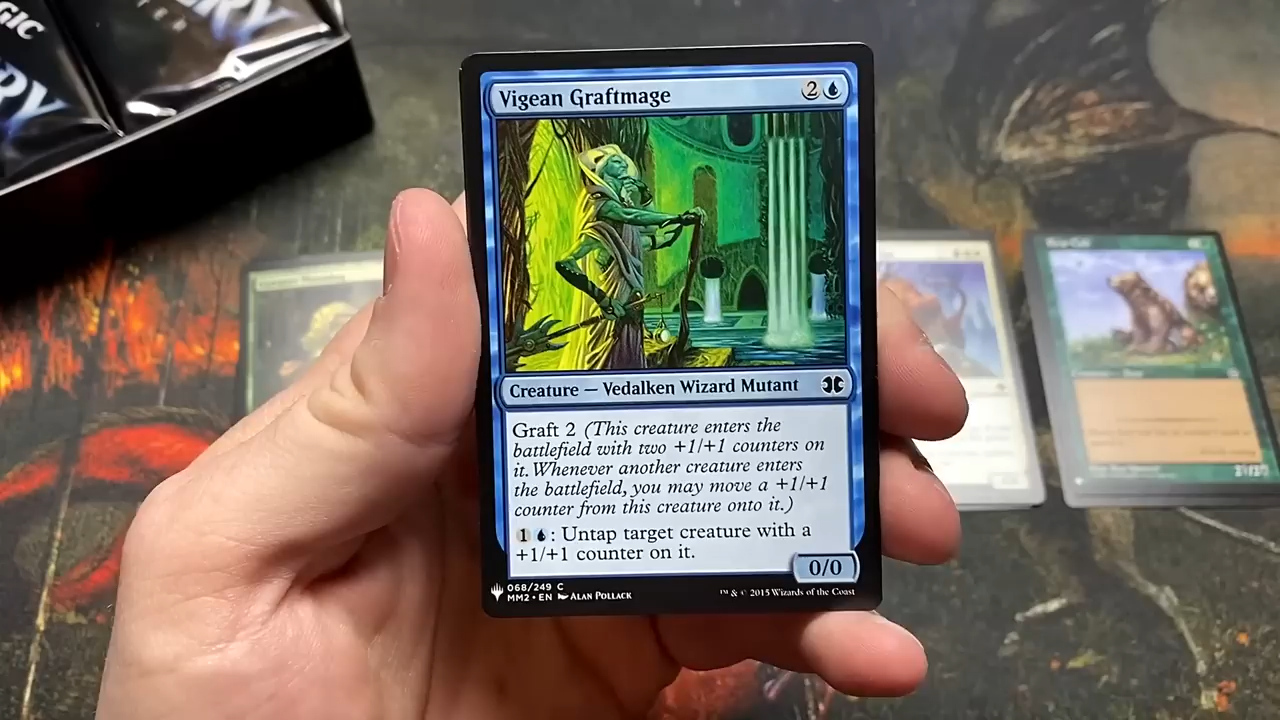 GIC
RY
ERY
Vigean Graftmage
2
Creature — Vedalken Wizard Mutant
Graft 2 (This creature enters the
battlefield with two +1/+1 counters on
it. Whenever another creature enters
the battlefield, you may move a +1/+1
counter from this creature onto it.)
1 : Untap target creature with a
+1/+1 counter on it.
0/0
068/249 C
MM2 • EN ALAN POLLACK
™ & © 2015 Wizards of the Coast